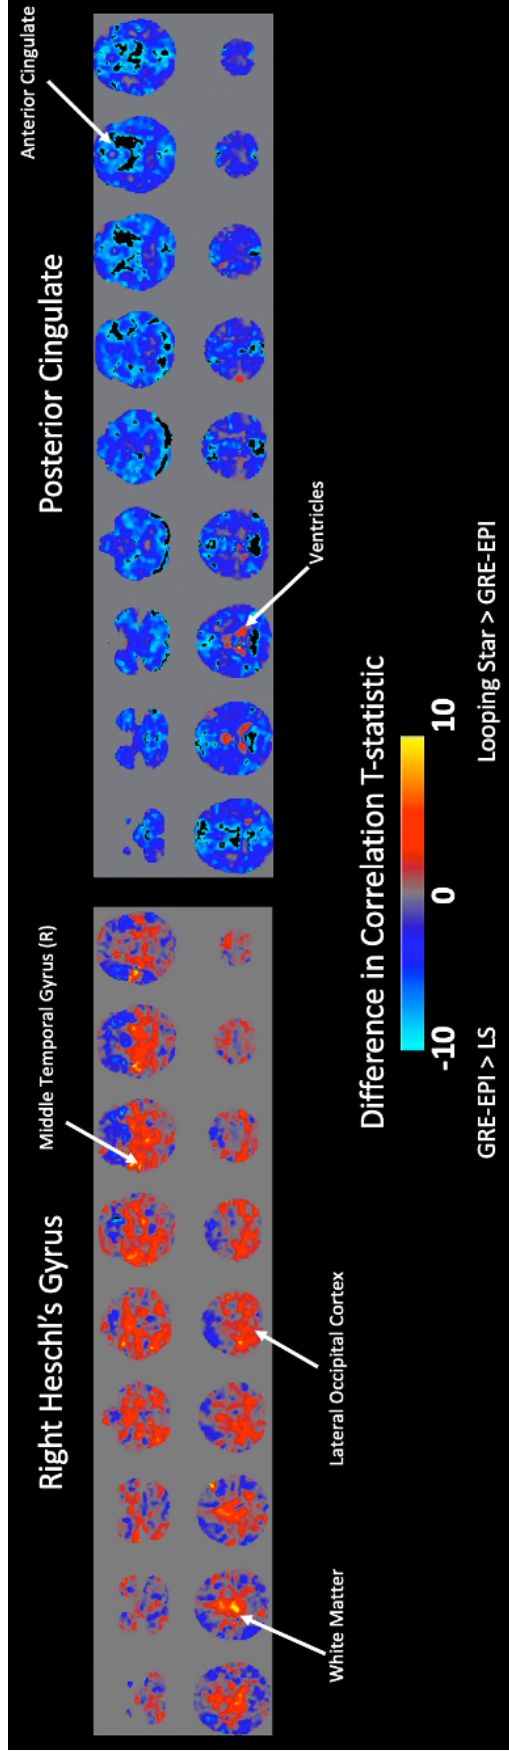 Right Heschl's Gyrus
Middle Temporal Gyrus (R)
White Matter
Lateral Occipital Cortex
Posterior Cingulate
Anterior Cingulate
Ventricles
Difference in Correlation T-statistic
-10
0
10
GRE-EPI > LS
Looping Star > GRE-EPI